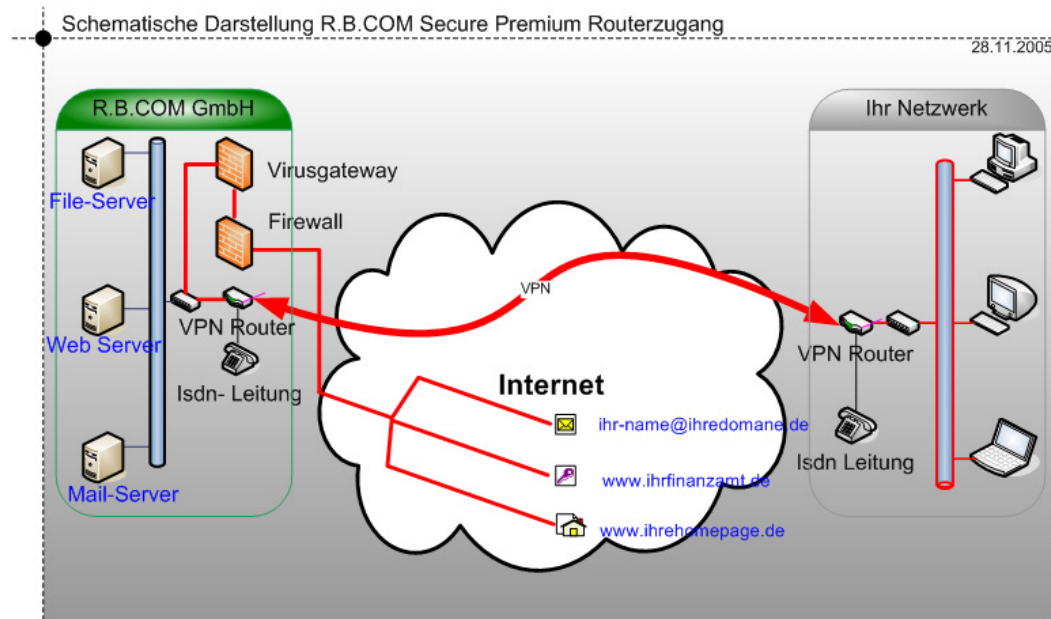 Schematische Darstellung R.B.COM Secure Premium Routerzugang
28.11.2005
R.B.COM GmbH
File-Server
Virusgateway
Firewall
Web Server
VPN Router
Isdn- Leitung
Mail-Server
VPN
Internet
ihr-name@ihredomane.de
www.ihrfinanzamt.de
www.ihrehomepage.de
Ihr Netzwerk
VPN Router
Isdn Leitung